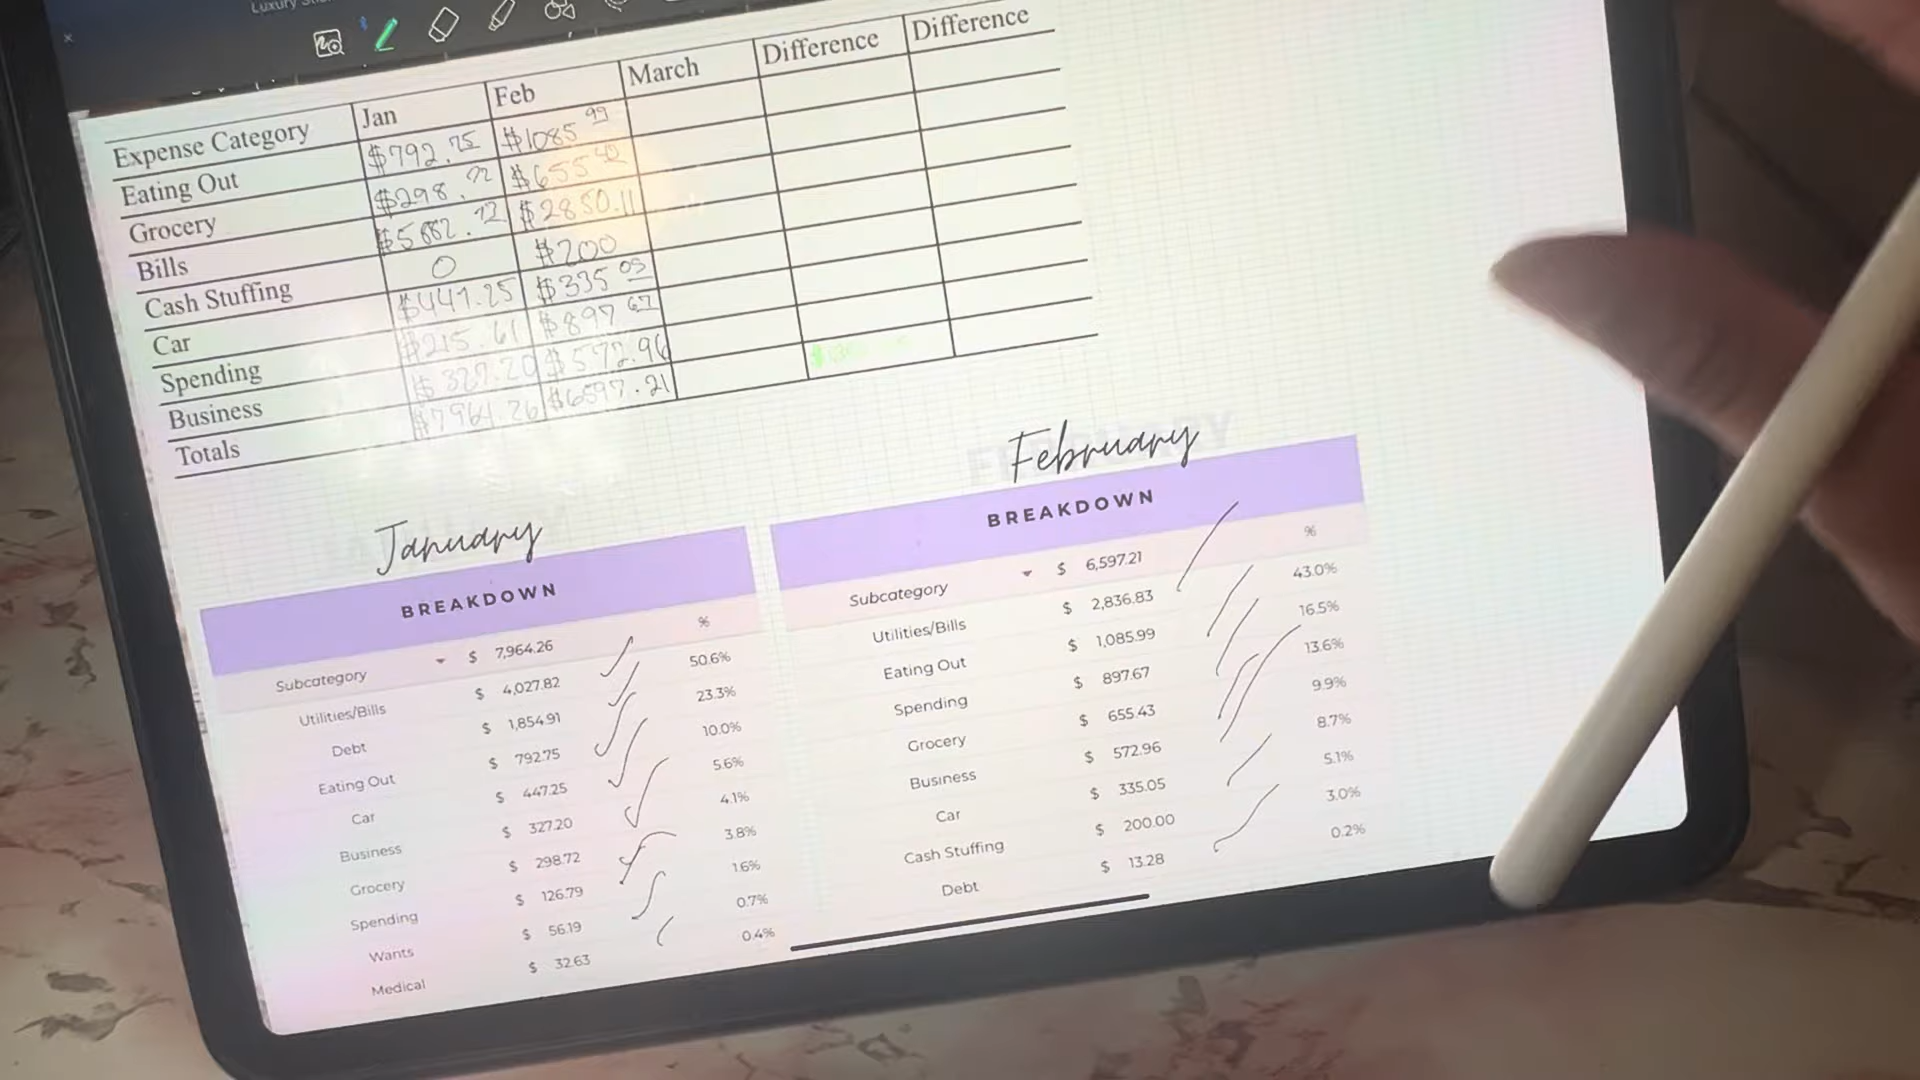 Luxury
Expense Category Jan Feb March Difference Difference
Eating Out $792.75 $1085 99
Grocery $298.72 $655 42
Bills $5882.72 $2850.11
Cash Stuffing 0 $200
Car $447.25 $335 05
Spending $215.61 $897 67
Business $327.20 $572.96
Totals $7964.26 $6597.21
January
BREAKDOWN
Subcategory $ 7,964.26 %
Utilities/Bills $ 4,027.82 50.6%
Debt $ 1,854.91 23.3%
Eating Out $ 792.75 10.0%
Car $ 447.25 5.6%
Business $ 327.20 4.1%
Grocery $ 298.72 3.8%
Spending $ 126.79 1.6%
Wants $ 56.19 0.7%
Medical $ 32.63 0.4%
February
BREAKDOWN
Subcategory $ 6,597.21 %
Utilities/Bills $ 2,836.83 43.0%
Eating Out $ 1,085.99 16.5%
Spending $ 897.67 13.6%
Grocery $ 655.43 9.9%
Business $ 572.96 8.7%
Car $ 335.05 5.1%
Cash Stuffing $ 200.00 3.0%
Debt $ 13.28 0.2%